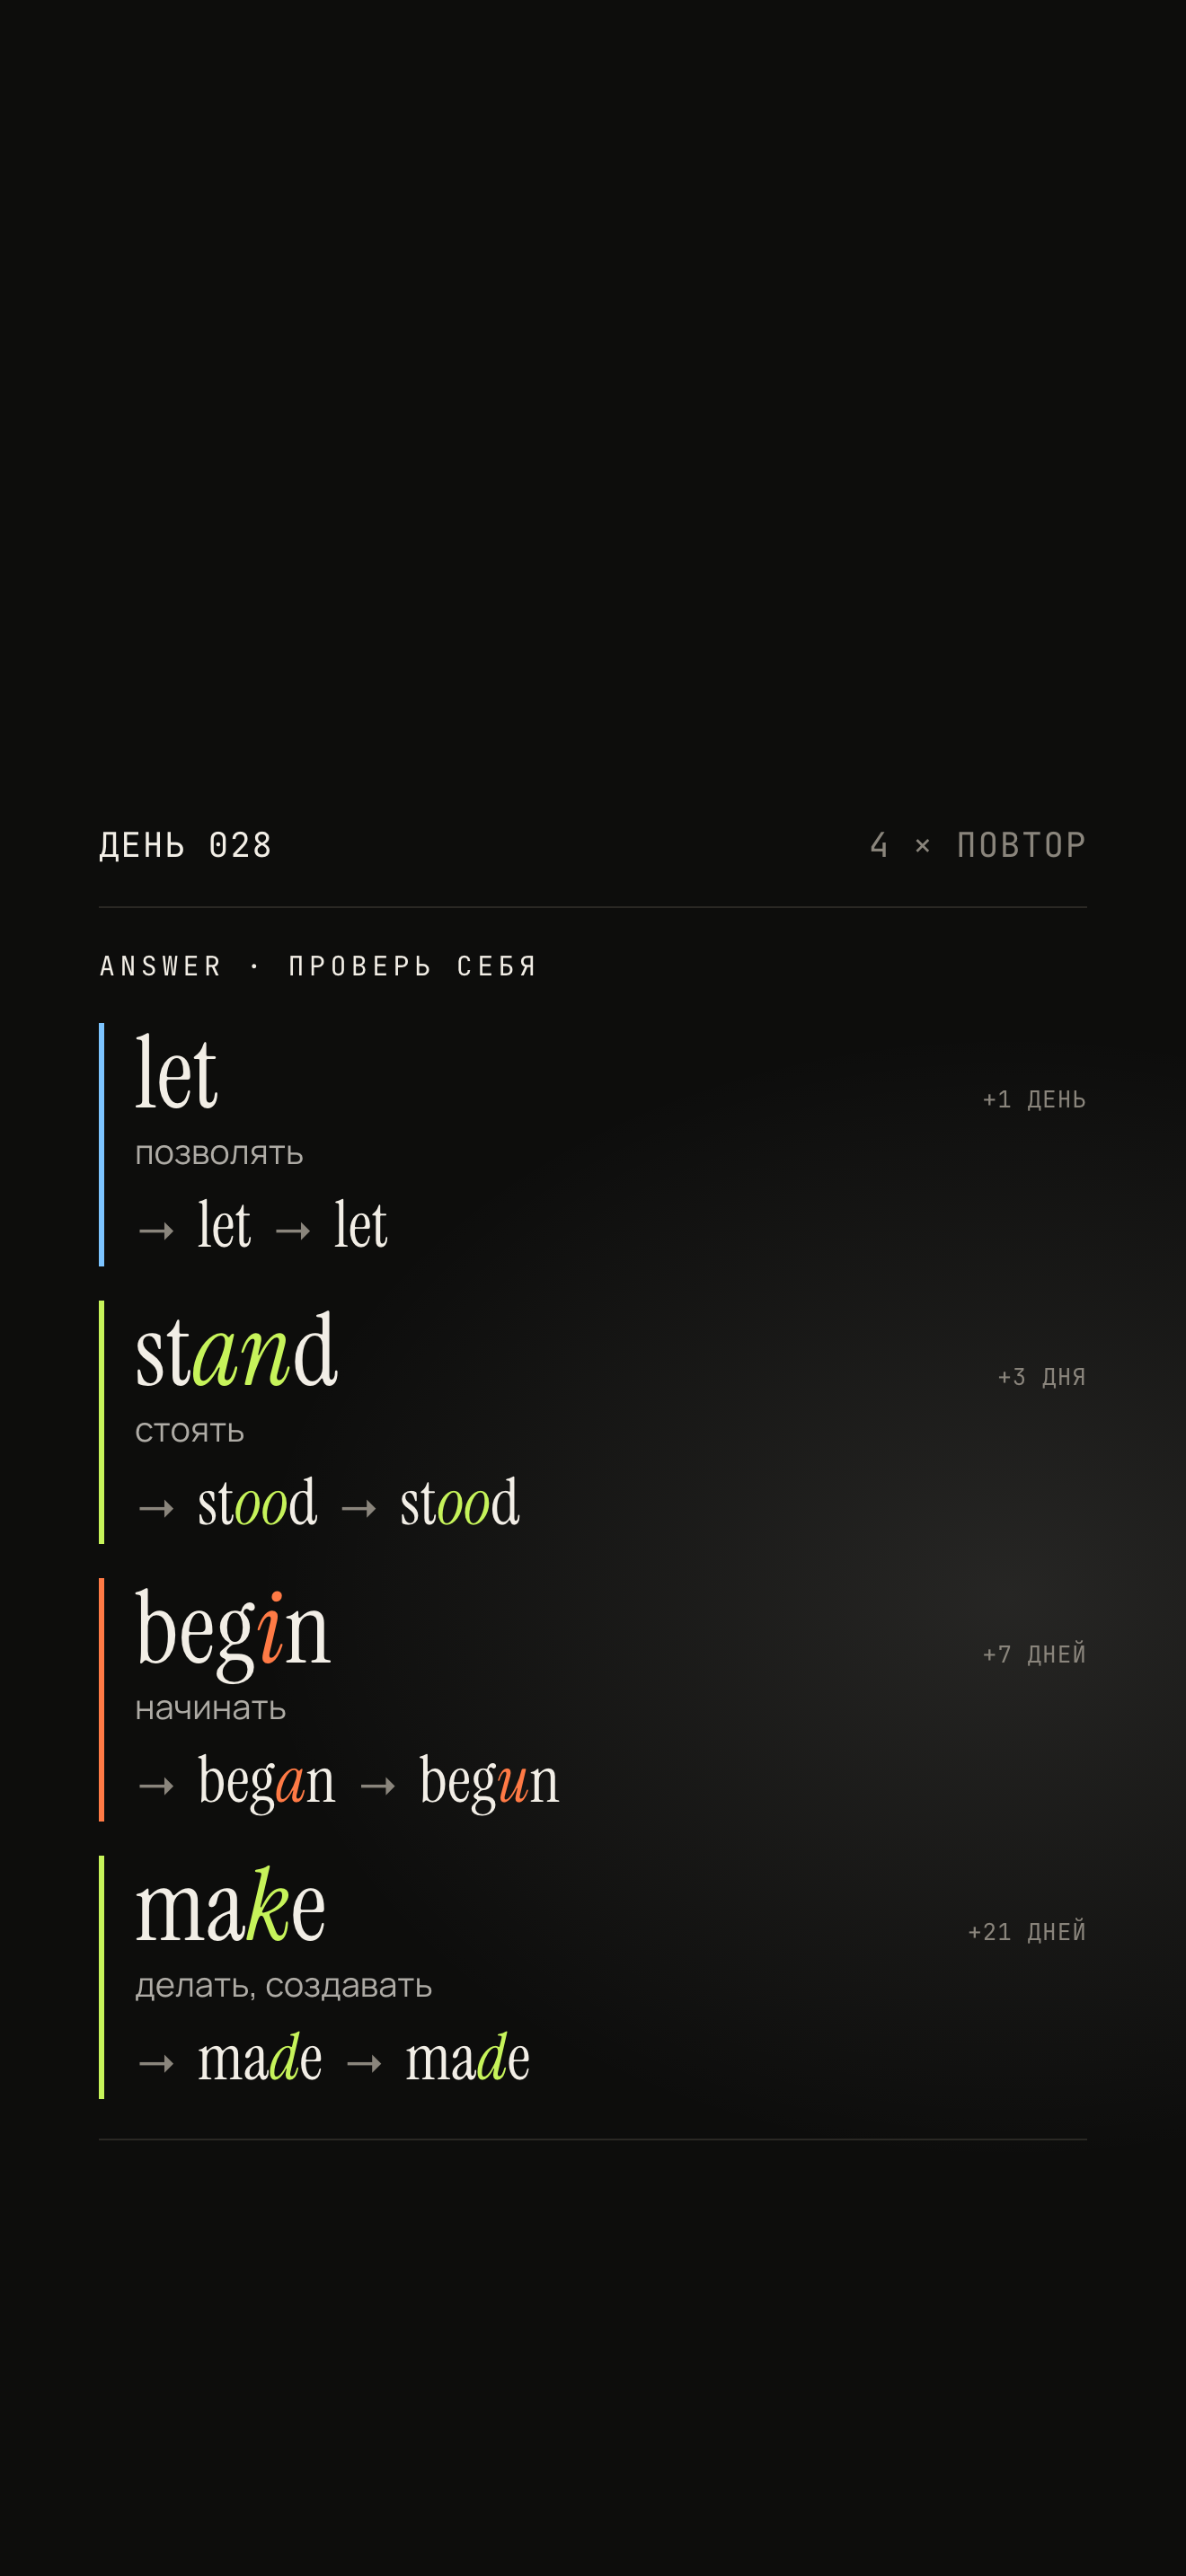 ДЕНЬ 028 4 × ПОВТОР
ANSWER · ПРОВЕРЬ СЕБЯ
let +1 ДЕНЬ
позволять
→ let → let
stand +3 ДНЯ
стоять
→ stood → stood
begin +7 ДНЕЙ
начинать
→ began → begun
make +21 ДНЕЙ
делать, создавать
→ made → made